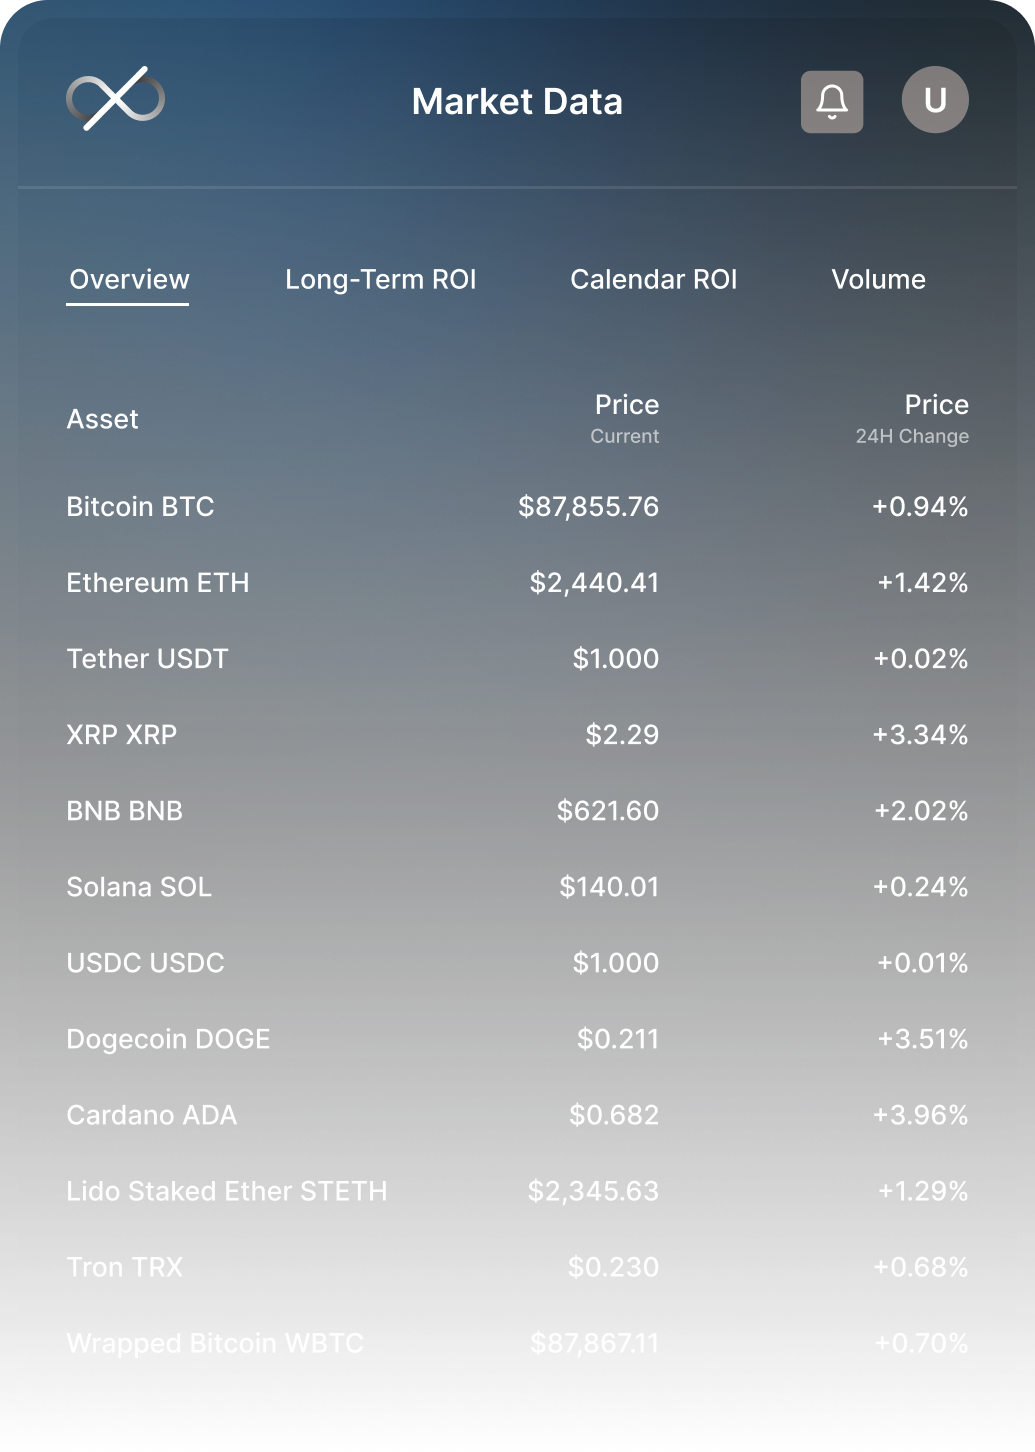 Market Data
U
Overview Long-Term ROI Calendar ROI Volume
Asset Price Price
Current 24H Change
Bitcoin BTC $87,855.76 +0.94%
Ethereum ETH $2,440.41 +1.42%
Tether USDT $1.000 +0.02%
XRP XRP $2.29 +3.34%
BNB BNB $621.60 +2.02%
Solana SOL $140.01 +0.24%
USDC USDC $1.000 +0.01%
Dogecoin DOGE $0.211 +3.51%
Cardano ADA $0.682 +3.96%
Lido Staked Ether STETH $2,345.63 +1.29%
Tron TRX $0.230 +0.68%
Wrapped Bitcoin WBTC $87,867.11 +0.70%